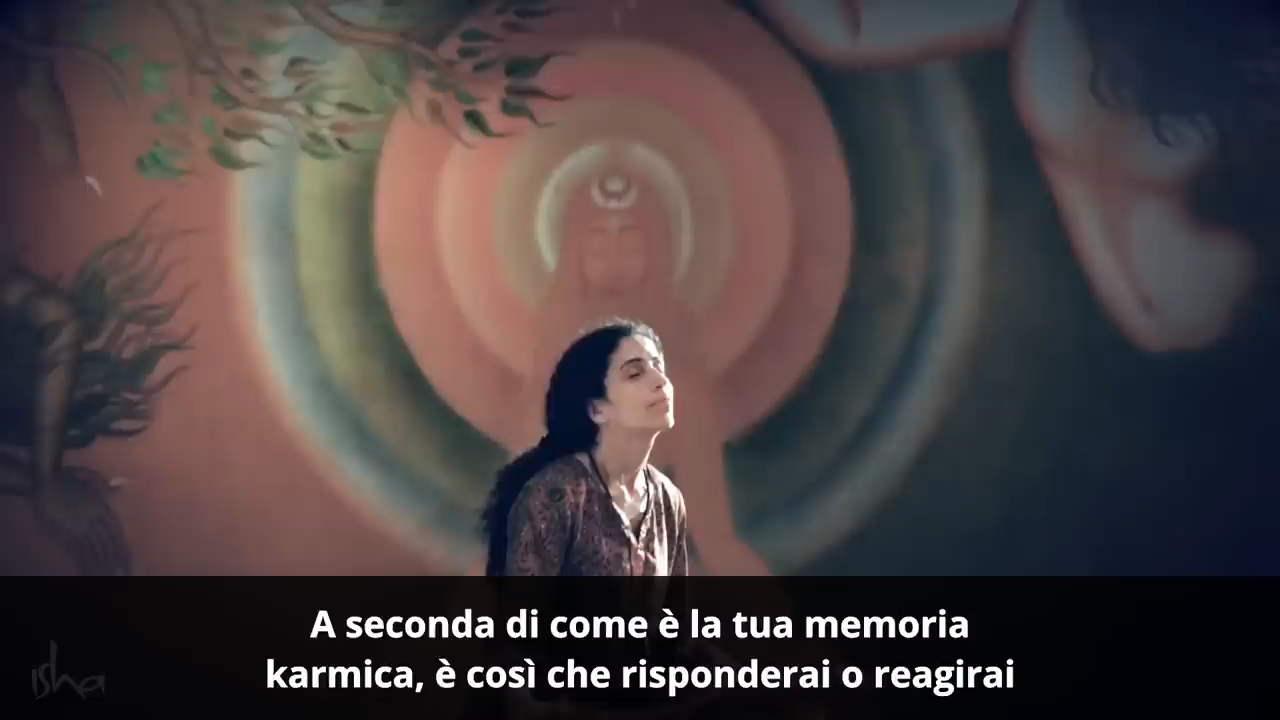 A seconda di come è la tua memoria
karmica, è così che risponderai o reagirai
isha